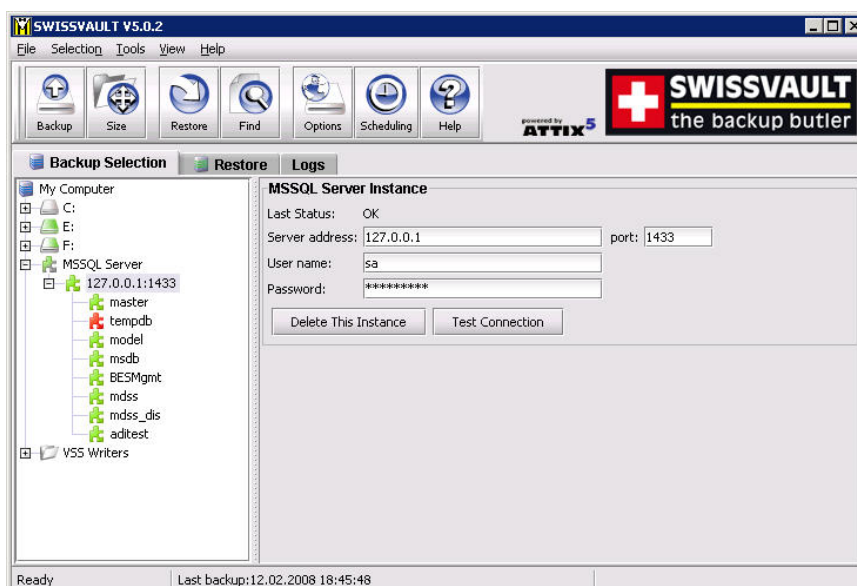 SWISSVAULT V5.0.2
File Selection Tools View Help
Backup Size Restore Find Options Scheduling Help
powered by
ATTIX5
SWISSVAULT
the backup butler
Backup Selection Restore Logs
My Computer
C:
E:
F:
MSSQL Server
127.0.0.1:1433
master
tempdb
model
msdb
BESMgmt
mdss
mdss_dis
aditest
VSS Writers
MSSQL Server Instance
Last Status: OK
Server address: 127.0.0.1 port: 1433
User name: sa
Password: *********
Delete This Instance Test Connection
Ready Last backup:12.02.2008 18:45:48